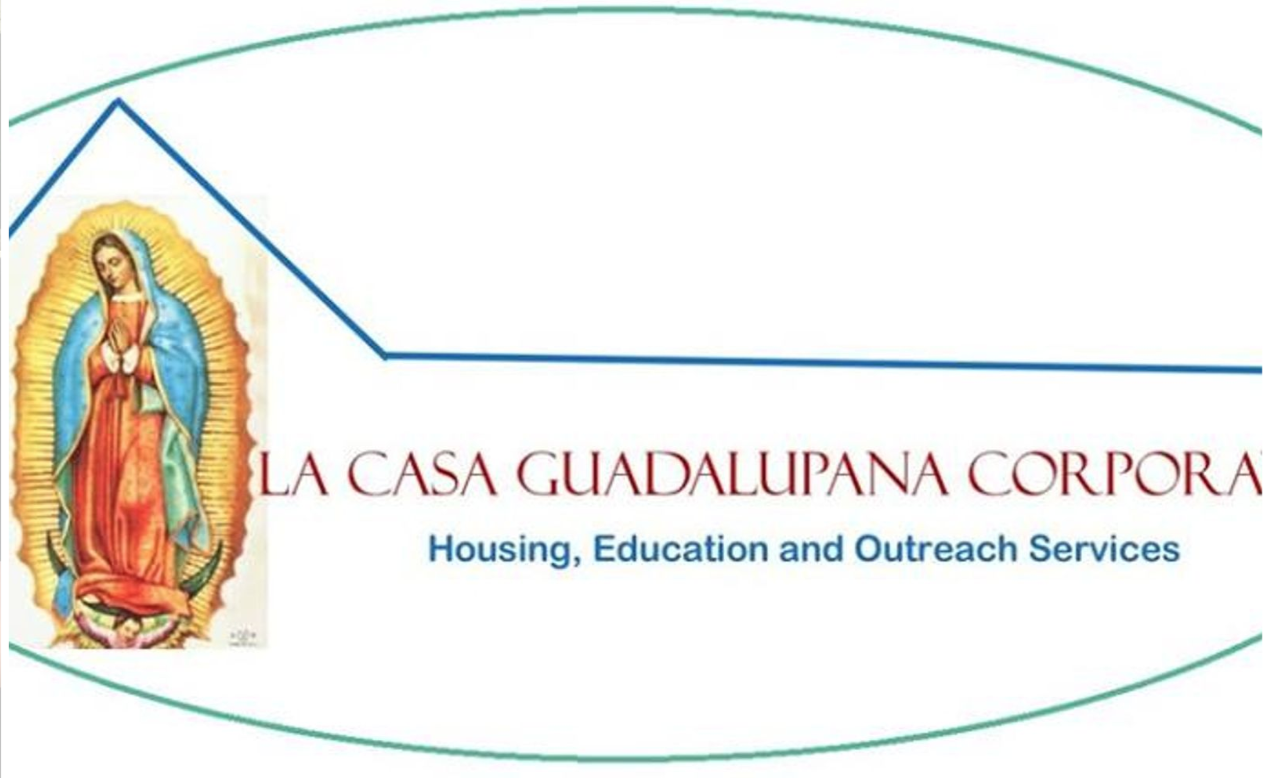 LA CASA GUADALUPANA CORPORA
Housing, Education and Outreach Services